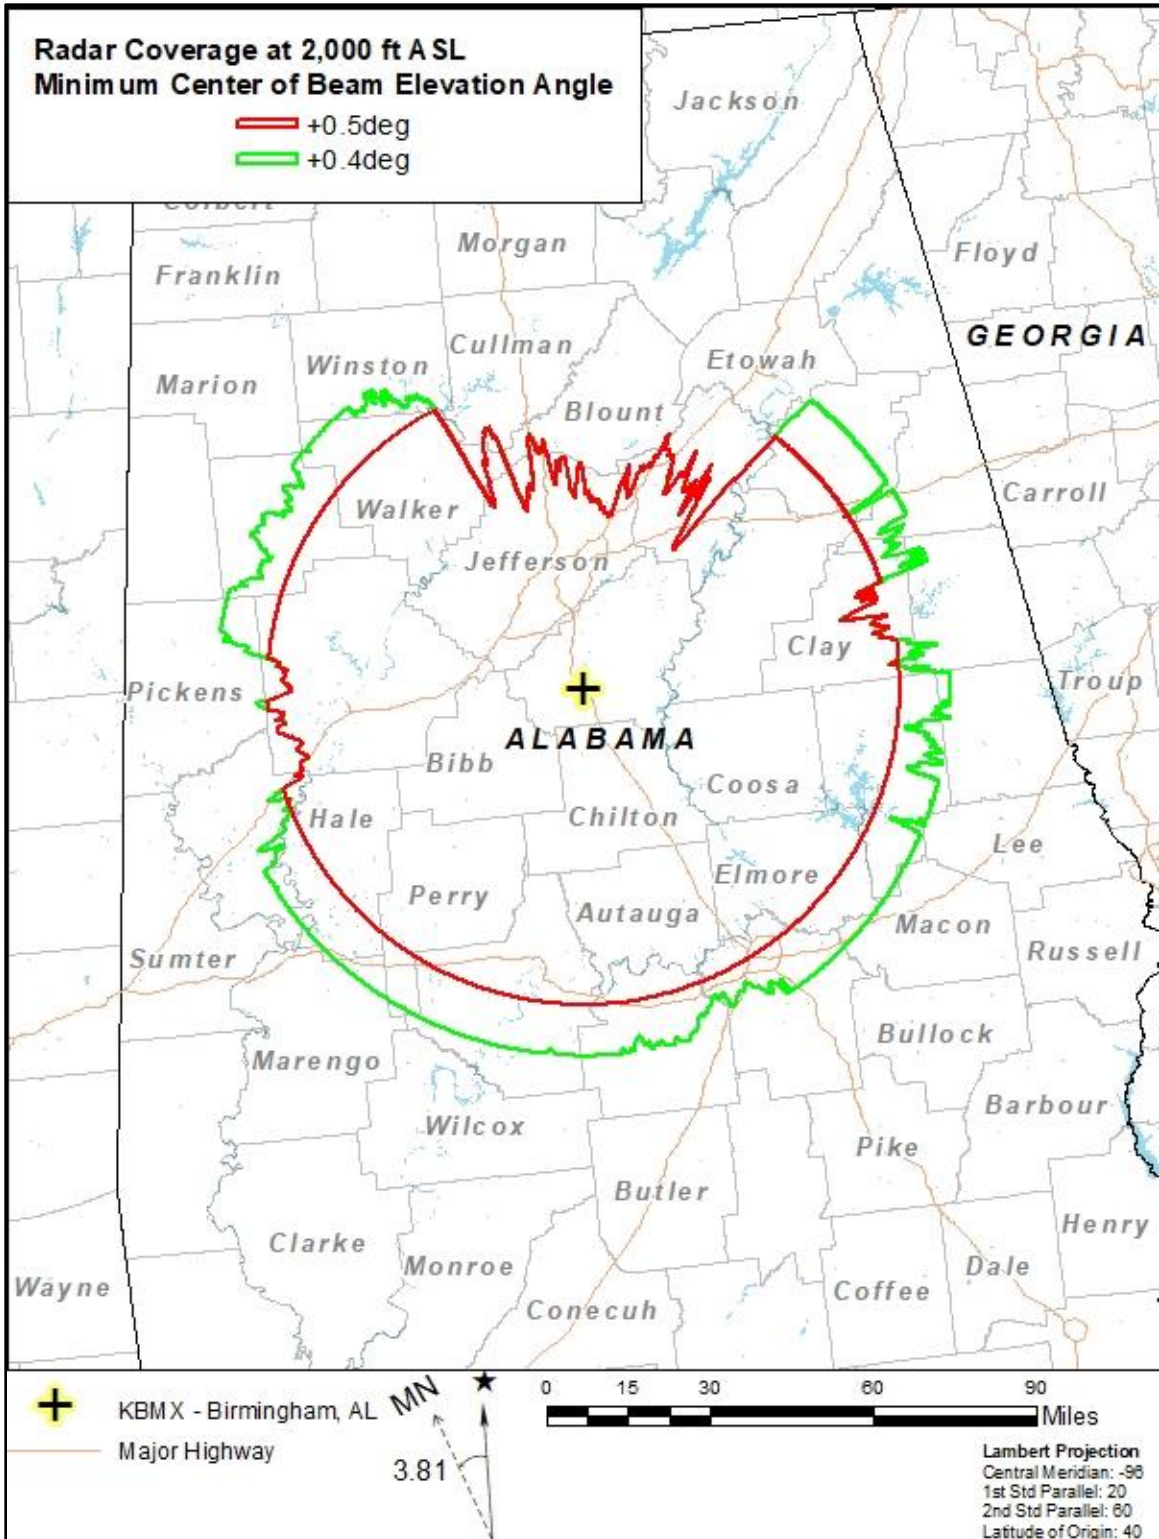 Radar Coverage at 2,000 ft ASL
Minimum Center of Beam Elevation Angle
+0.5deg
+0.4deg
Jackson
Colbert
Morgan
Floyd
Franklin
GEORGIA
Cullman
Winston
Etowah
Marion
Blount
Carroll
Walker
Jefferson
Clay
Troup
Pickens
ALABAMA
Bibb
Coosa
Hale
Chilton
Lee
Elmore
Perry
Autauga
Macon
Sumter
Russell
Bullock
Marengo
Barbour
Wilcox
Pike
Butler
Henry
Clarke
Monroe
Dale
Wayne
Coffee
Conecuh
KBMX - Birmingham, AL
Major Highway
MN
3.81
0 15 30 60 90
Miles
Lambert Projection
Central Meridian: -96
1st Std Parallel: 20
2nd Std Parallel: 60
Latitude of Origin: 40